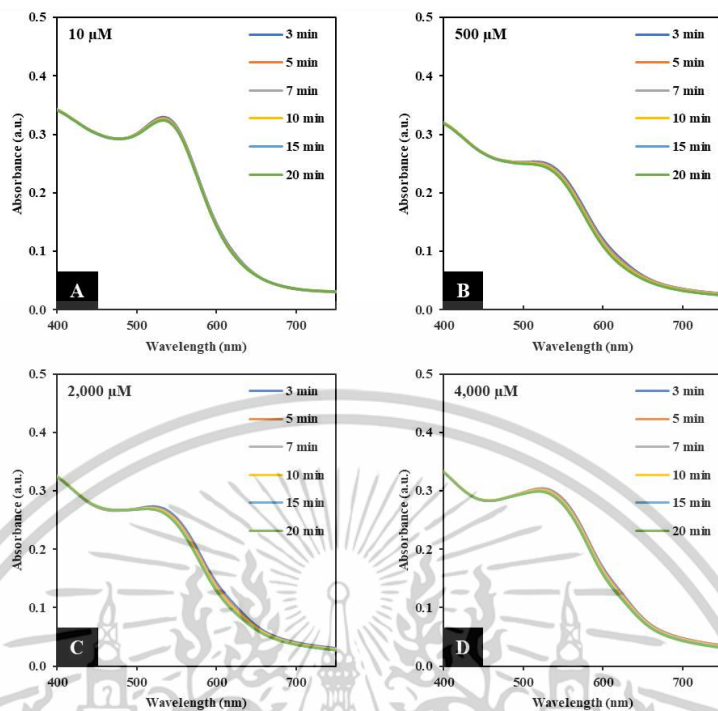 10 µM
3 min
5 min
7 min
10 min
15 min
20 min
0.5
0.4
0.3
0.2
0.1
0.0
Absorbance (a.u.)
A
400 500 600 700
Wavelength (nm)
500 µM
3 min
5 min
7 min
10 min
15 min
20 min
0.5
0.4
0.3
0.2
0.1
0.0
Absorbance (a.u.)
B
400 500 600 700
Wavelength (nm)
2,000 µM
3 min
5 min
7 min
10 min
15 min
20 min
0.5
0.4
0.3
0.2
0.1
0.0
Absorbance (a.u.)
C
400 500 600 700
Wavelength (nm)
4,000 µM
3 min
5 min
7 min
10 min
15 min
20 min
0.5
0.4
0.3
0.2
0.1
0.0
Absorbance (a.u.)
D
400 500 600 700
Wavelength (nm)